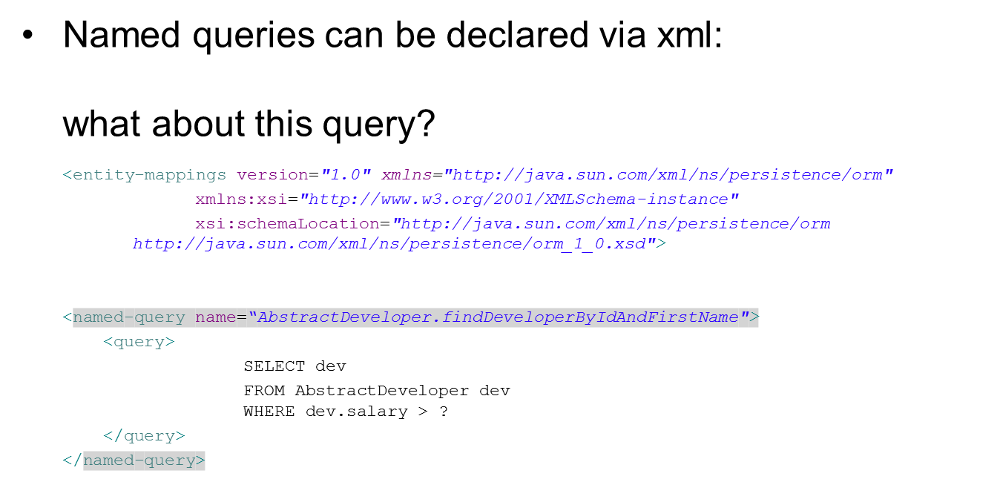 • Named queries can be declared via xml:
what about this query?
<entity-mappings version="1.0" xmlns="http://java.sun.com/xml/ns/persistence/orm"
xmlns:xsi="http://www.w3.org/2001/XMLSchema-instance"
xsi:schemaLocation="http://java.sun.com/xml/ns/persistence/orm
http://java.sun.com/xml/ns/persistence/orm_1_0.xsd">
<named-query name=“AbstractDeveloper.findDeveloperByIdAndFirstName">
<query>
SELECT dev
FROM AbstractDeveloper dev
WHERE dev.salary > ?
</query>
</named-query>